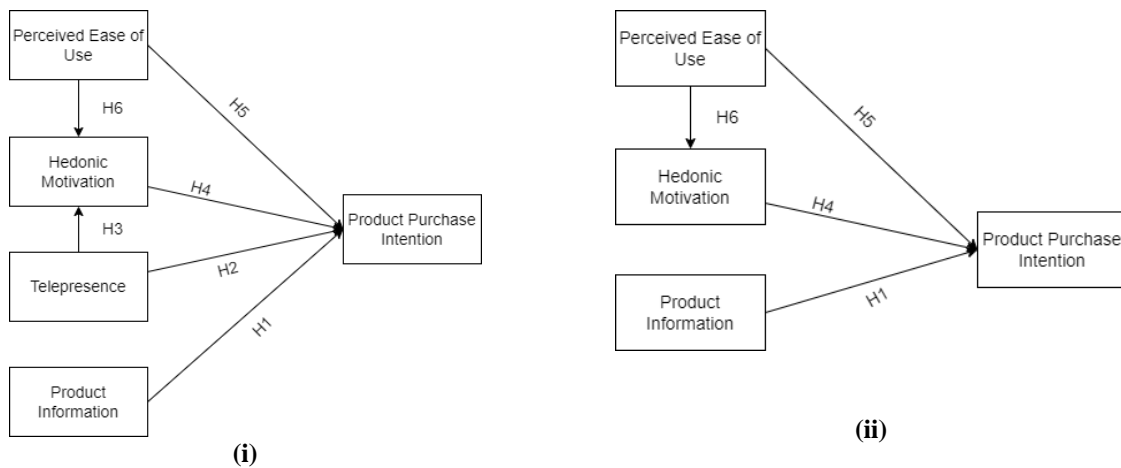 Perceived Ease of
Use
H6
H5
Hedonic
Motivation
H4
H3
Product Purchase
Intention
Telepresence
H2
H1
Product
Information
(i)
Perceived Ease of
Use
H6
H5
Hedonic
Motivation
H4
Product Purchase
Intention
Product
Information
H1
(ii)